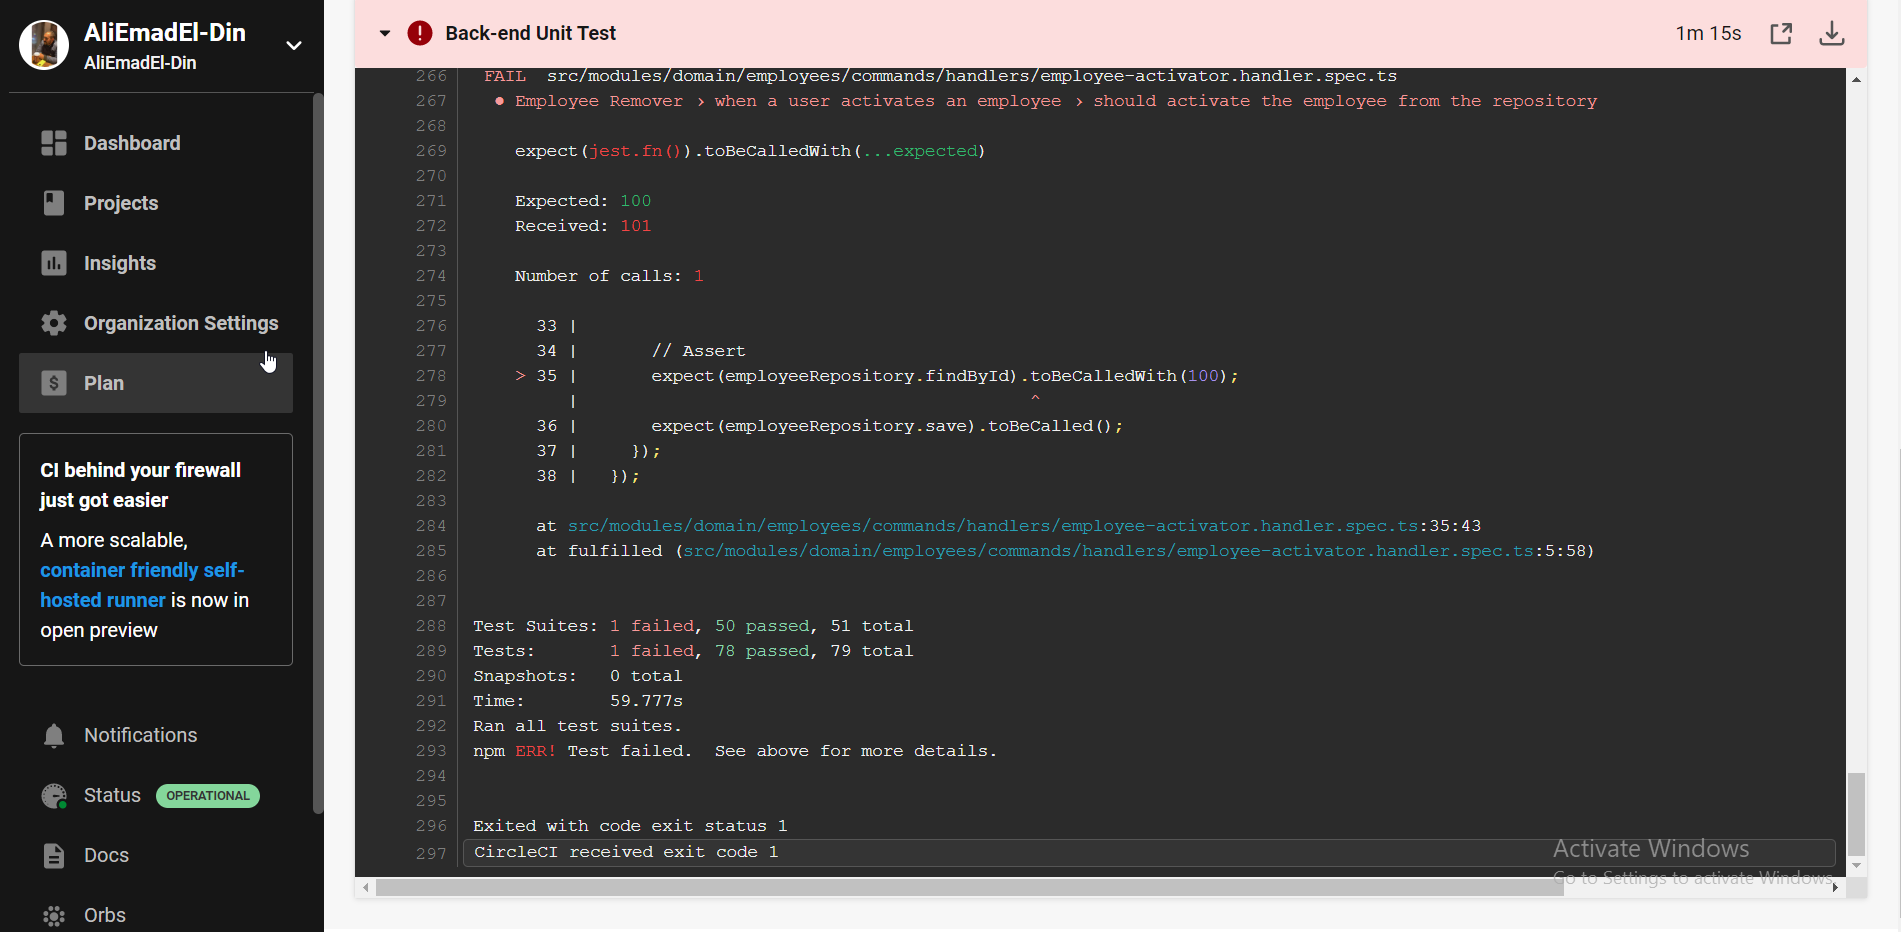 AliEmadEl-Din
AliEmadEl-Din
Dashboard
Projects
Insights
Organization Settings
$ Plan
CI behind your firewall
just got easier
A more scalable,
container friendly self-
hosted runner is now in
open preview
Notifications
Status OPERATIONAL
Docs
Orbs
! Back-end Unit Test 1m 15s
266 FAIL src/modules/domain/employees/commands/handlers/employee-activator.handler.spec.ts
267 ● Employee Remover › when a user activates an employee › should activate the employee from the repository
268
269 expect(jest.fn()).toBeCalledWith(...expected)
270
271 Expected: 100
272 Received: 101
273
274 Number of calls: 1
275
276 33 |
277 34 | // Assert
278 > 35 | expect(employeeRepository.findById).toBeCalledWith(100);
279 | ^
280 36 | expect(employeeRepository.save).toBeCalled();
281 37 | });
282 38 | });
283
284 at src/modules/domain/employees/commands/handlers/employee-activator.handler.spec.ts:35:43
285 at fulfilled (src/modules/domain/employees/commands/handlers/employee-activator.handler.spec.ts:5:58)
286
287
288 Test Suites: 1 failed, 50 passed, 51 total
289 Tests: 1 failed, 78 passed, 79 total
290 Snapshots: 0 total
291 Time: 59.777s
292 Ran all test suites.
293 npm ERR! Test failed. See above for more details.
294
295
296 Exited with code exit status 1
297 CircleCI received exit code 1
Activate Windows
Go to Settings to activate Windows.